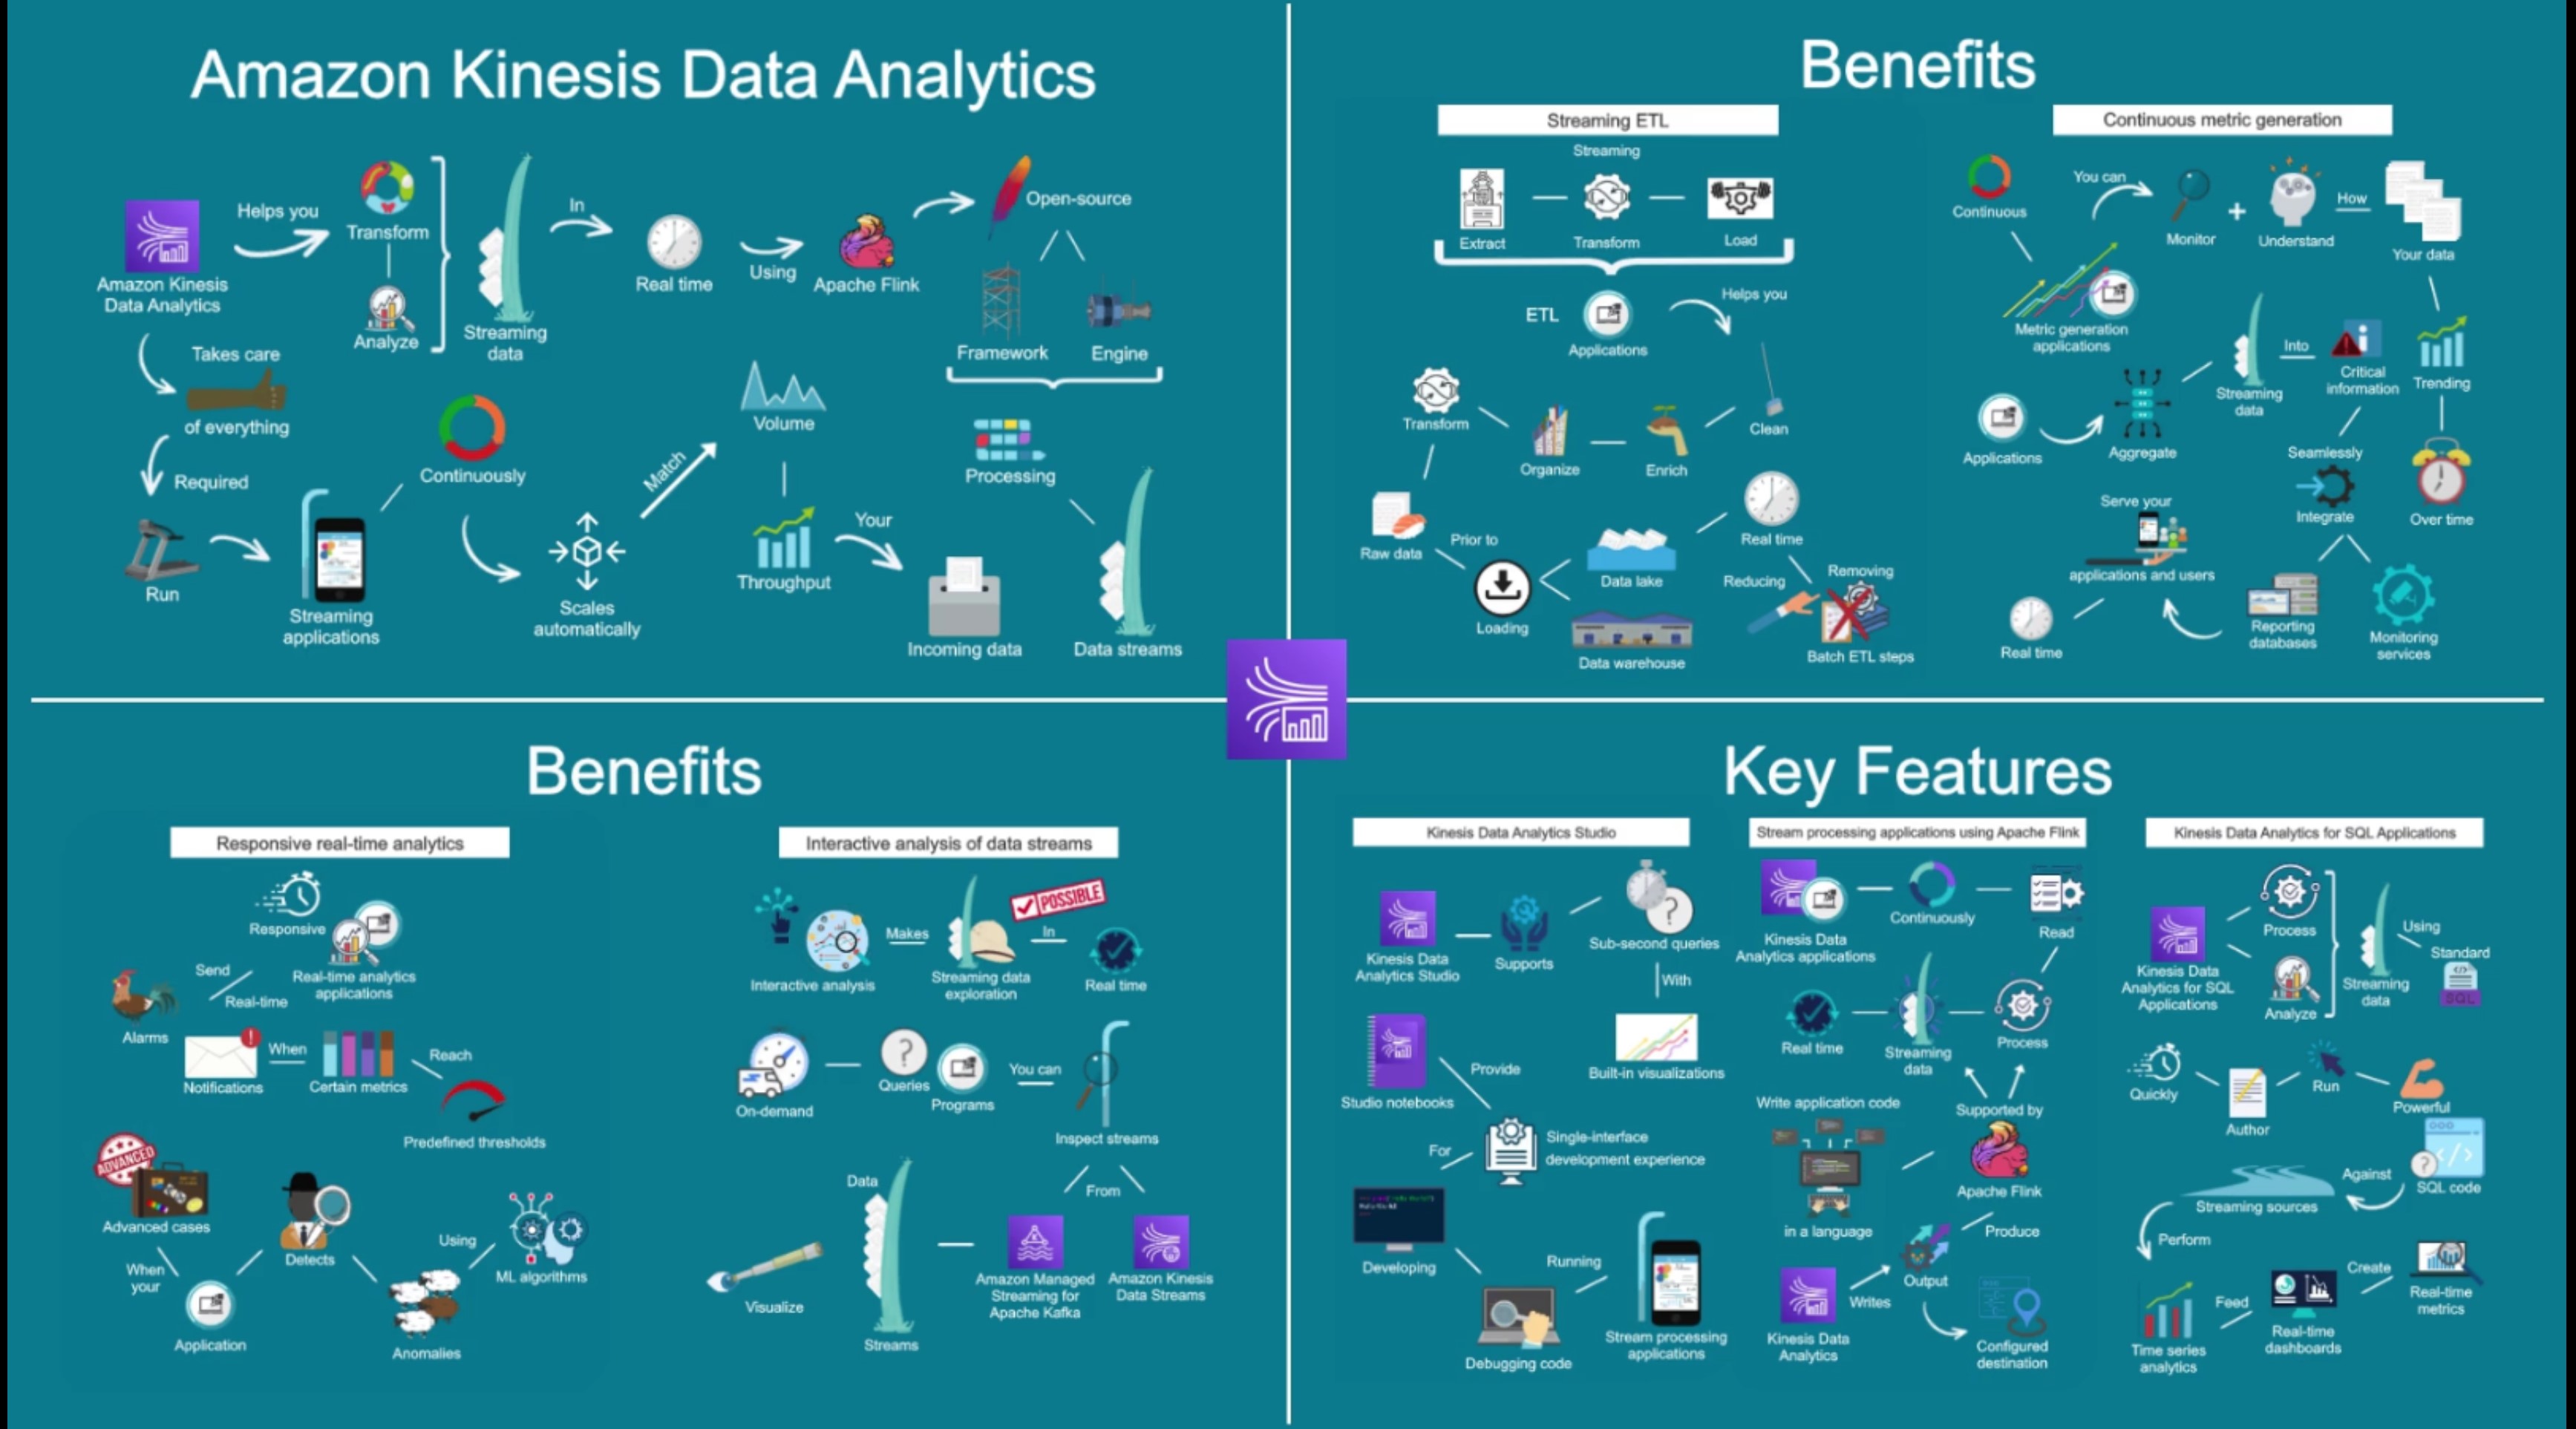 Amazon Kinesis Data Analytics
Amazon Kinesis
Data Analytics
Helps you
Transform
Analyze
Streaming
data
In
Real time
Using
Apache Flink
Open-source
Framework
Engine
Processing
Data streams
Takes care
of everything
Required
Run
Streaming
applications
Continuously
Scales
automatically
Match
Volume
Throughput
Your
Incoming data
Benefits
Streaming ETL
Streaming
Extract
Transform
Load
ETL
Applications
Helps you
Clean
Enrich
Organize
Transform
Raw data
Prior to
Loading
Data lake
Data warehouse
Real time
Reducing
Removing
Batch ETL steps
Continuous metric generation
Continuous
Metric generation
applications
You can
Monitor
+
Understand
How
Your data
Trending
Over time
Applications
Aggregate
Streaming
data
Into
Critical
information
Seamlessly
Integrate
Reporting
databases
Monitoring
services
Serve your
applications and users
Real time
Benefits
Responsive real-time analytics
Responsive
Real-time analytics
applications
Send
Real-time
Alarms
Notifications
When
Certain metrics
Reach
Predefined thresholds
ADVANCED
Advanced cases
When
your
Application
Detects
Anomalies
Using
ML algorithms
Interactive analysis of data streams
Interactive analysis
Makes
Streaming data
exploration
POSSIBLE
In
Real time
On-demand
?
Queries
Programs
You can
Inspect streams
From
Amazon Managed
Streaming for
Apache Kafka
Amazon Kinesis
Data Streams
Data
Streams
Visualize
Key Features
Kinesis Data Analytics Studio
Kinesis Data
Analytics Studio
Supports
?
Sub-second queries
With
Built-in visualizations
Studio notebooks
Provide
Single-interface
development experience
For
Developing
Debugging code
Running
Stream processing
applications
Stream processing applications using Apache Flink
Kinesis Data
Analytics applications
Continuously
Read
Process
Streaming
data
Real time
Supported by
Apache Flink
Write application code
in a language
Produce
Output
Kinesis Data
Analytics
Writes
Configured
destination
Kinesis Data Analytics for SQL Applications
Kinesis Data
Analytics for SQL
Applications
Process
Analyze
Streaming
data
Using
Standard
SQL
Quickly
Author
Run
Powerful
?
SQL code
Against
Streaming sources
Perform
Time series
analytics
Feed
Real-time
dashboards
Create
Real-time
metrics